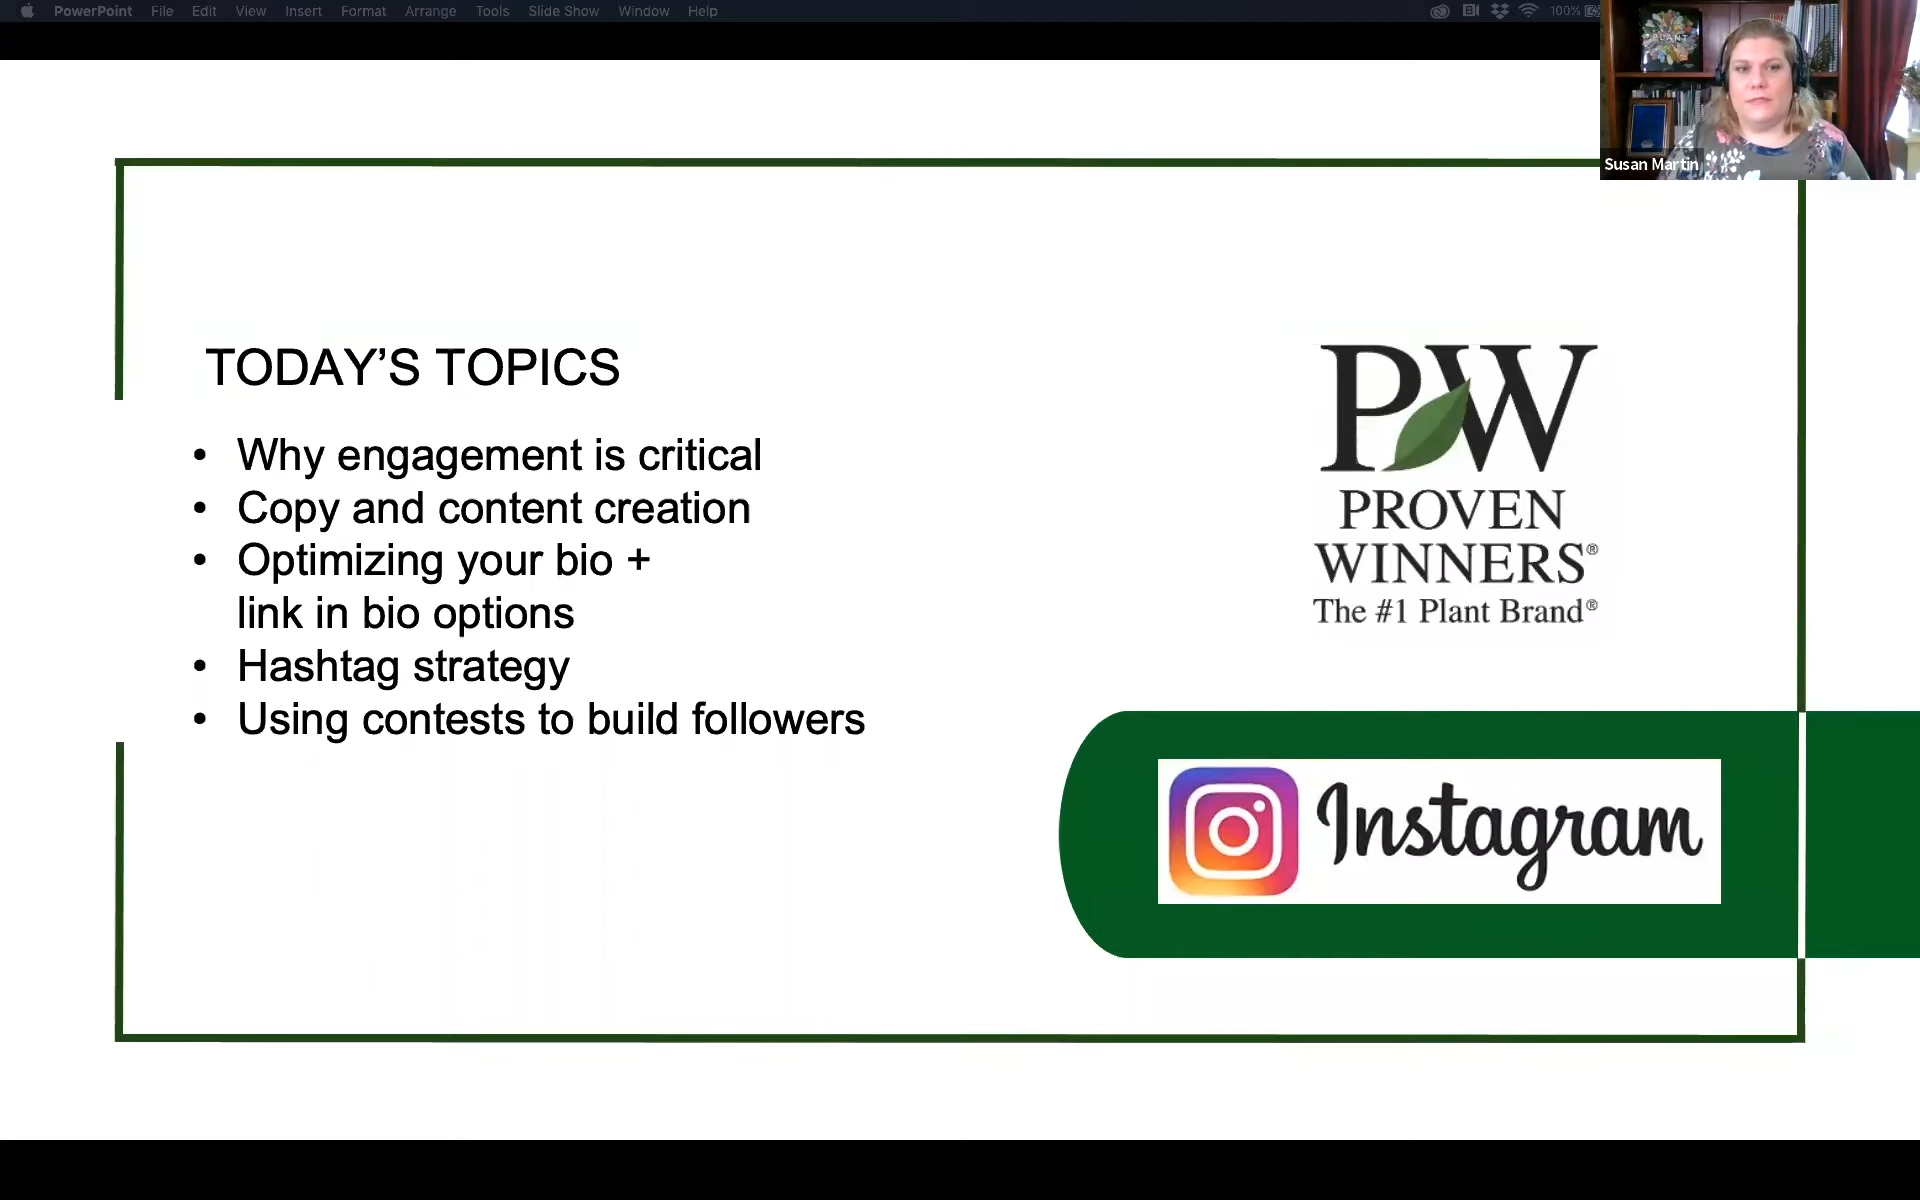 PowerPoint File Edit View Insert Format Arrange Tools Slide Show Window Help 100%
PLANT
Susan Martin
TODAY’S TOPICS
• Why engagement is critical
• Copy and content creation
• Optimizing your bio +
link in bio options
• Hashtag strategy
• Using contests to build followers
PW
PROVEN
WINNERS®
The #1 Plant Brand®
Instagram